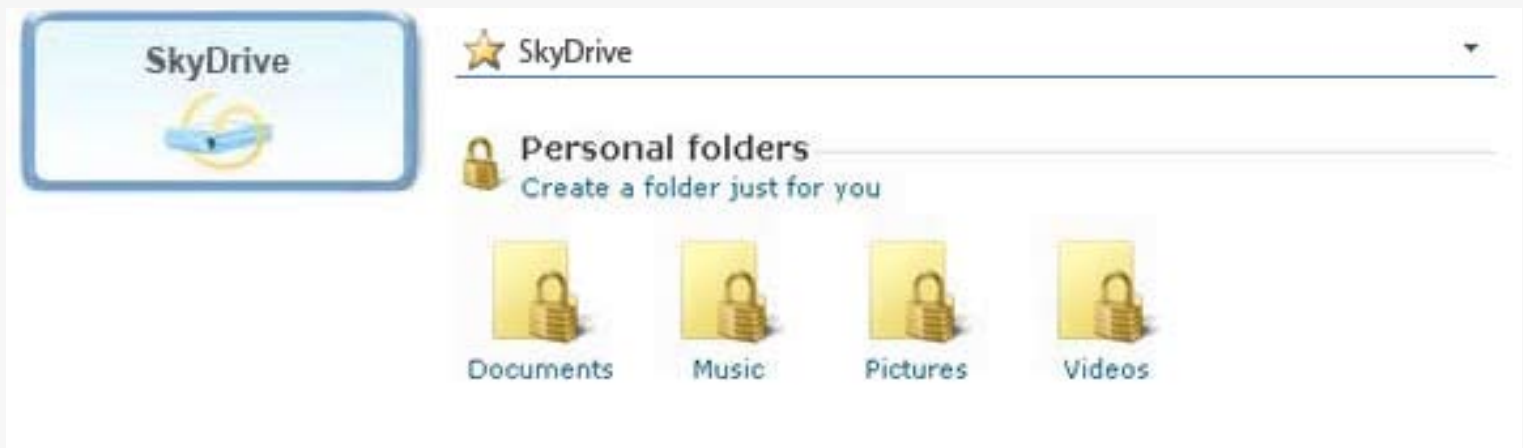 SkyDrive
SkyDrive
Personal folders
Create a folder just for you
Documents Music Pictures Videos